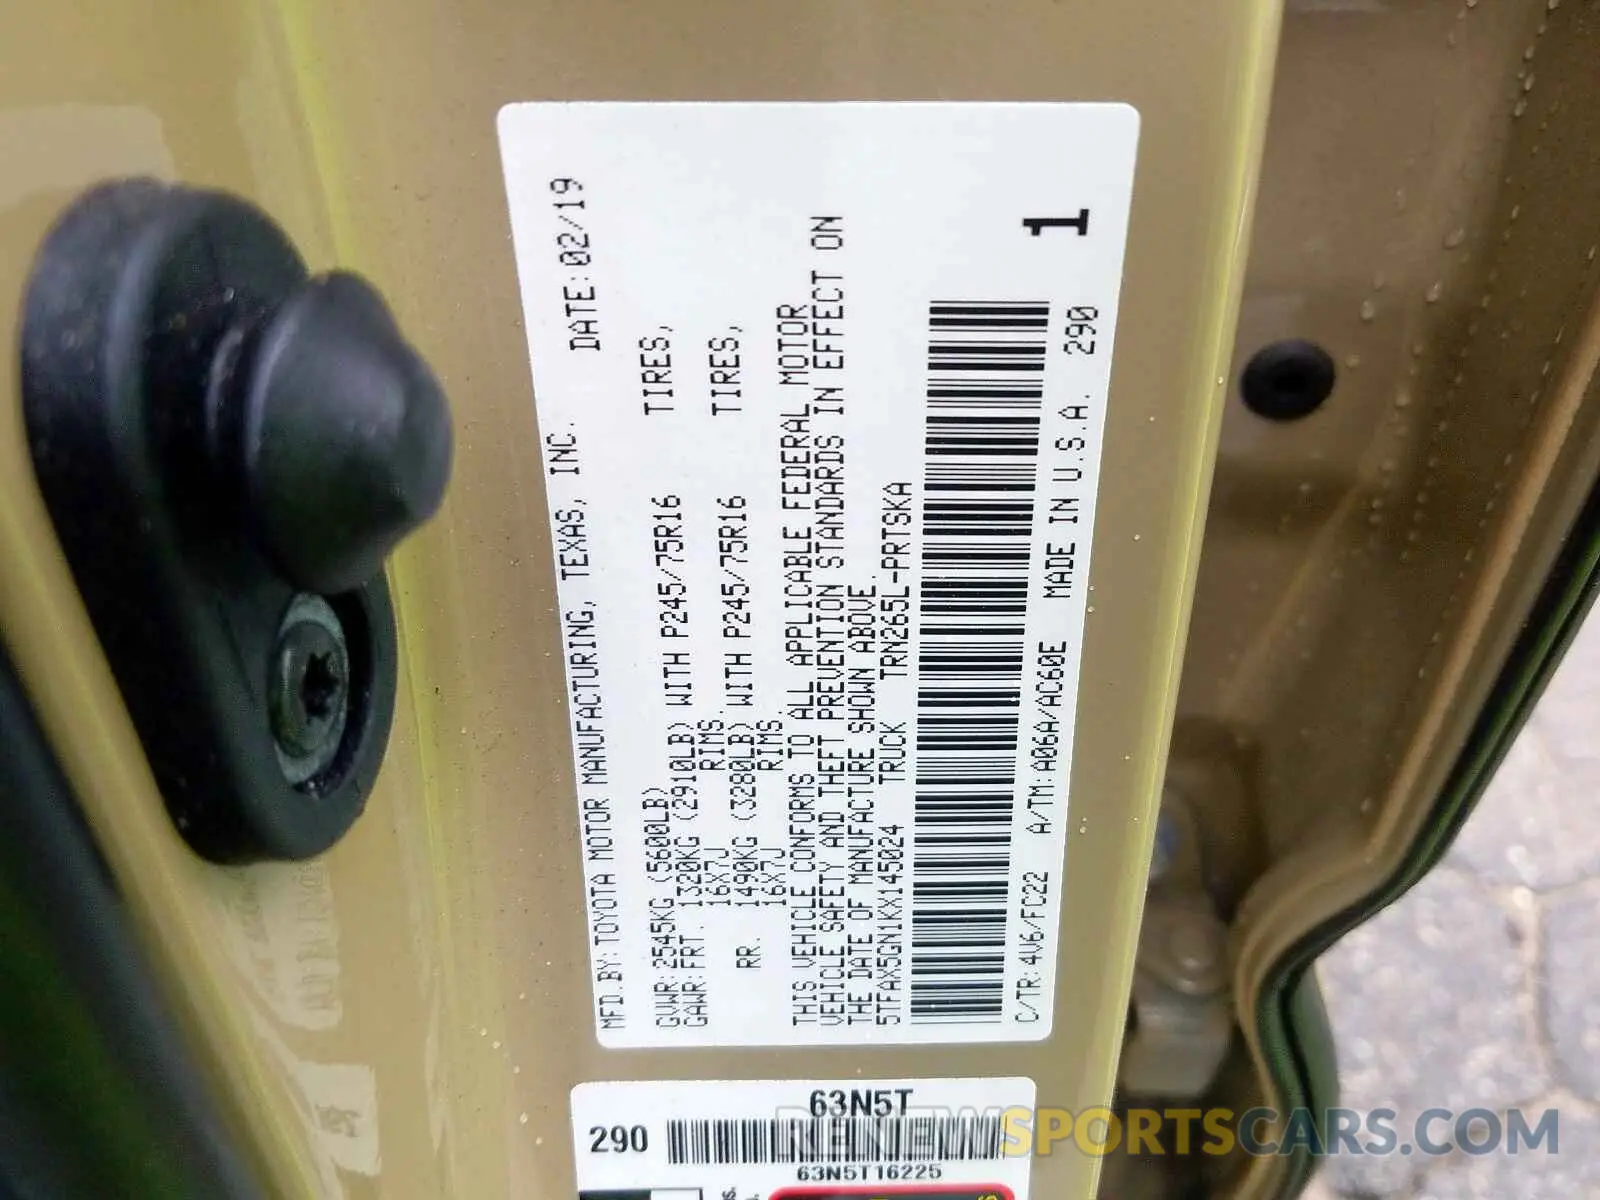 MFD.BY: TOYOTA MOTOR MANUFACTURING, TEXAS, INC. DATE: 02/19
GVWR: 2545KG (5600LB)
GAWR: FRT. 1320KG (2910LB) WITH P245/75R16 TIRES,
16X7J RIMS.
RR. 1490KG (3280LB) WITH P245/75R16 TIRES,
16X7J RIMS.
THIS VEHICLE CONFORMS TO ALL APPLICABLE FEDERAL MOTOR
VEHICLE SAFETY AND THEFT PREVENTION STANDARDS IN EFFECT ON
THE DATE OF MANUFACTURE SHOWN ABOVE.
5TFAX5GN1KX145024 TRUCK TRN265L-PRTSKA
1
C/TR: 4V6/FC22 A/TM: A06A/AC60E MADE IN U.S.A. 290
63N5T
290
63N5T16225
RENEWSPORTSCARS.COM